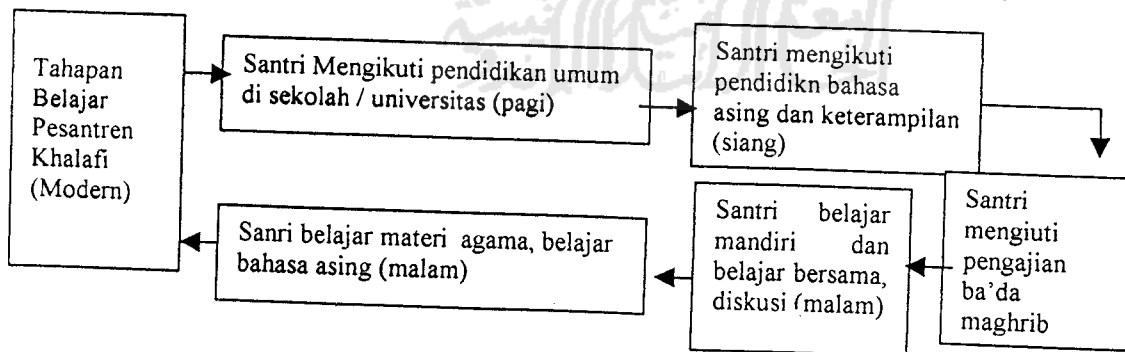 Tahapan
Belajar
Pesantren
Khalafi
(Modern)
Santri Mengikuti pendidikan umum
di sekolah / universitas (pagi)
Santri mengikuti
pendidikn bahasa
asing dan keterampilan
(siang)
Santri
mengiuti
pengajian
ba'da
maghrib
Santri belajar
mandiri dan
belajar bersama,
diskusi (malam)
Sanri belajar materi agama, belajar
bahasa asing (malam)